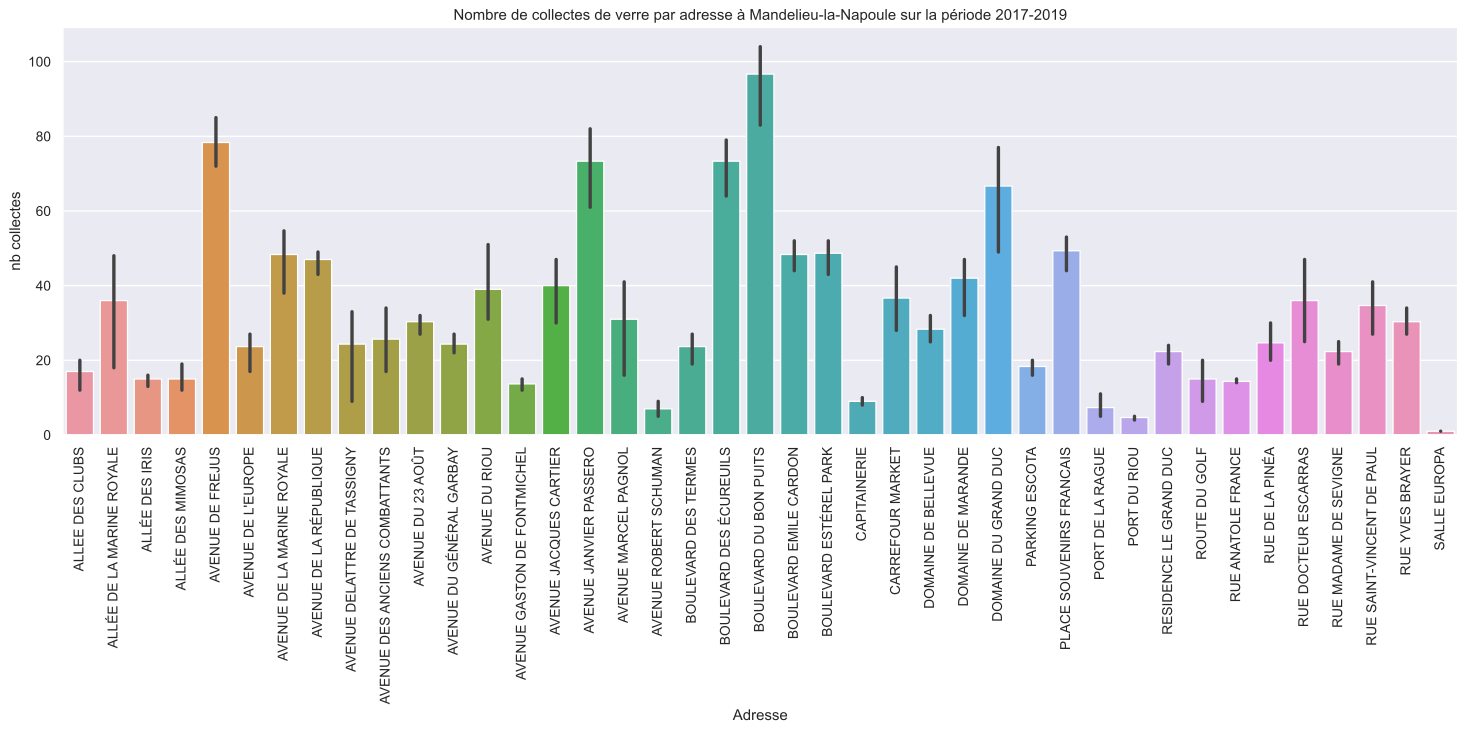 Nombre de collectes de verre par adresse à Mandelieu-la-Napoule sur la période 2017-2019
nb collectes
100
80
60
40
20
0
ALLEE DES CLUBS
ALLÉE DE LA MARINE ROYALE
ALLÉE DES IRIS
ALLÉE DES MIMOSAS
AVENUE DE FREJUS
AVENUE DE L'EUROPE
AVENUE DE LA MARINE ROYALE
AVENUE DE LA RÉPUBLIQUE
AVENUE DELATTRE DE TASSIGNY
AVENUE DES ANCIENS COMBATTANTS
AVENUE DU 23 AOÛT
AVENUE DU GÉNÉRAL GARBAY
AVENUE DU RIOU
AVENUE GASTON DE FONTMICHEL
AVENUE JACQUES CARTIER
AVENUE JANVIER PASSERO
AVENUE MARCEL PAGNOL
AVENUE ROBERT SCHUMAN
BOULEVARD DES TERMES
BOULEVARD DES ÉCUREUILS
BOULEVARD DU BON PUITS
BOULEVARD EMILE CARDON
BOULEVARD ESTÉREL PARK
CAPITAINERIE
CARREFOUR MARKET
DOMAINE DE BELLEVUE
DOMAINE DE MARANDE
DOMAINE DU GRAND DUC
PARKING ESCOTA
PLACE SOUVENIRS FRANCAIS
PORT DE LA RAGUE
PORT DU RIOU
RESIDENCE LE GRAND DUC
ROUTE DU GOLF
RUE ANATOLE FRANCE
RUE DE LA PINÉA
RUE DOCTEUR ESCARRAS
RUE MADAME DE SEVIGNE
RUE SAINT-VINCENT DE PAUL
RUE YVES BRAYER
SALLE EUROPA
Adresse